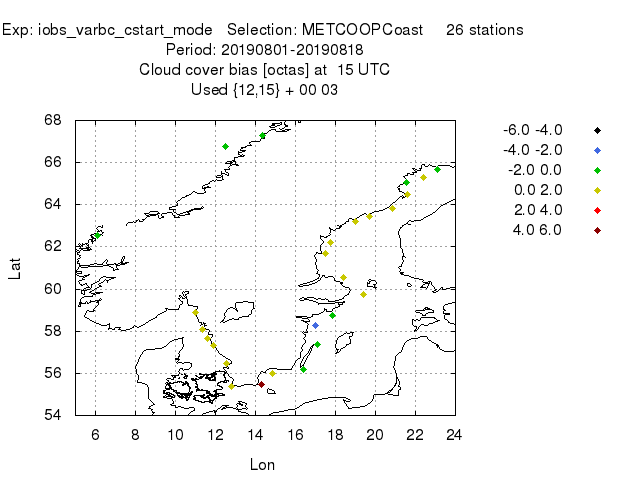 Exp: iobs_varbc_cstart_mode   Selection: METCOOPCoast     26 stations
Period: 20190801-20190818
Cloud cover bias [octas] at  15 UTC
Used {12,15} + 00 03
68
66
64
62
60
58
56
54
Lat
6 8 10 12 14 16 18 20 22 24
Lon
-6.0 -4.0
-4.0 -2.0
-2.0 0.0
0.0 2.0
2.0 4.0
4.0 6.0